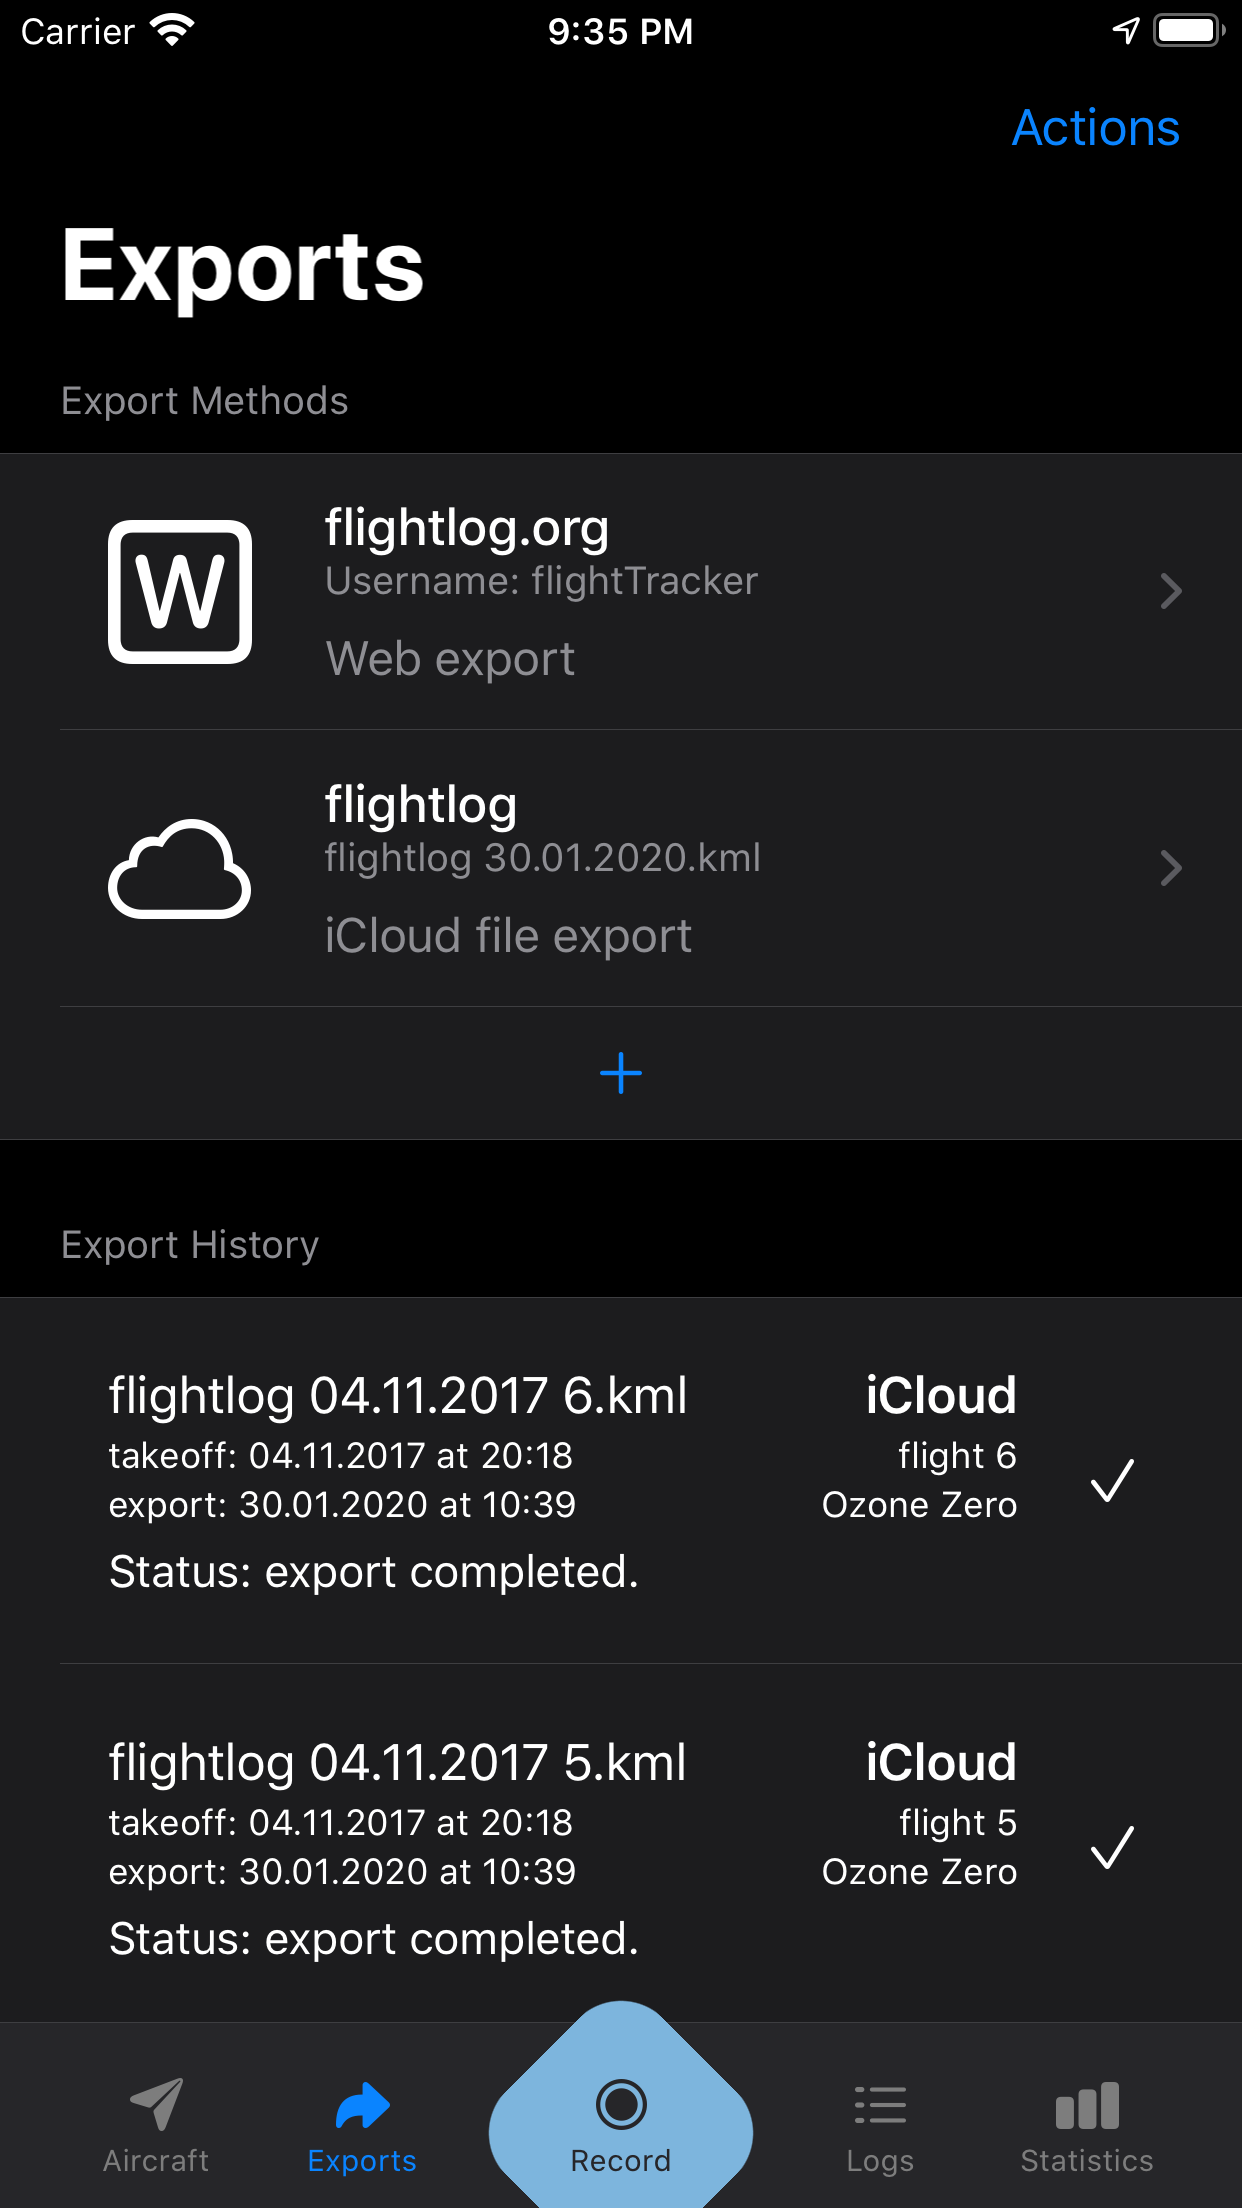 Carrier 9:35 PM
Actions
Exports
Export Methods
W
flightlog.org
Username: flightTracker
Web export
flightlog
flightlog 30.01.2020.kml
iCloud file export
Export History
flightlog 04.11.2017 6.kml iCloud
takeoff: 04.11.2017 at 20:18 flight 6
export: 30.01.2020 at 10:39 Ozone Zero
Status: export completed.
flightlog 04.11.2017 5.kml iCloud
takeoff: 04.11.2017 at 20:18 flight 5
export: 30.01.2020 at 10:39 Ozone Zero
Status: export completed.
Aircraft Exports Record Logs Statistics